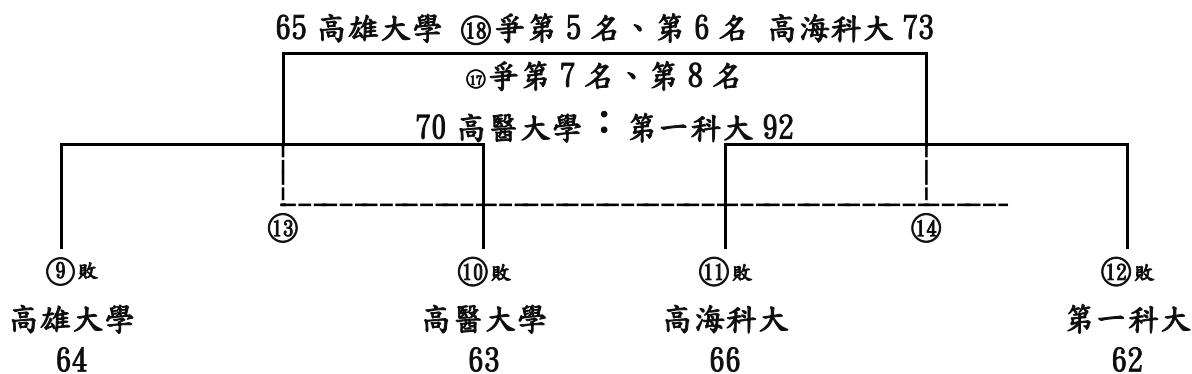 65 高雄大學 ⑱爭第 5 名、第 6 名 高海科大 73
⑰爭第 7 名、第 8 名
70 高醫大學：第一科大 92
⑬ ⑭
⑨敗 ⑩敗 ⑪敗 ⑫敗
高雄大學 高醫大學 高海科大 第一科大
64 63 66 62